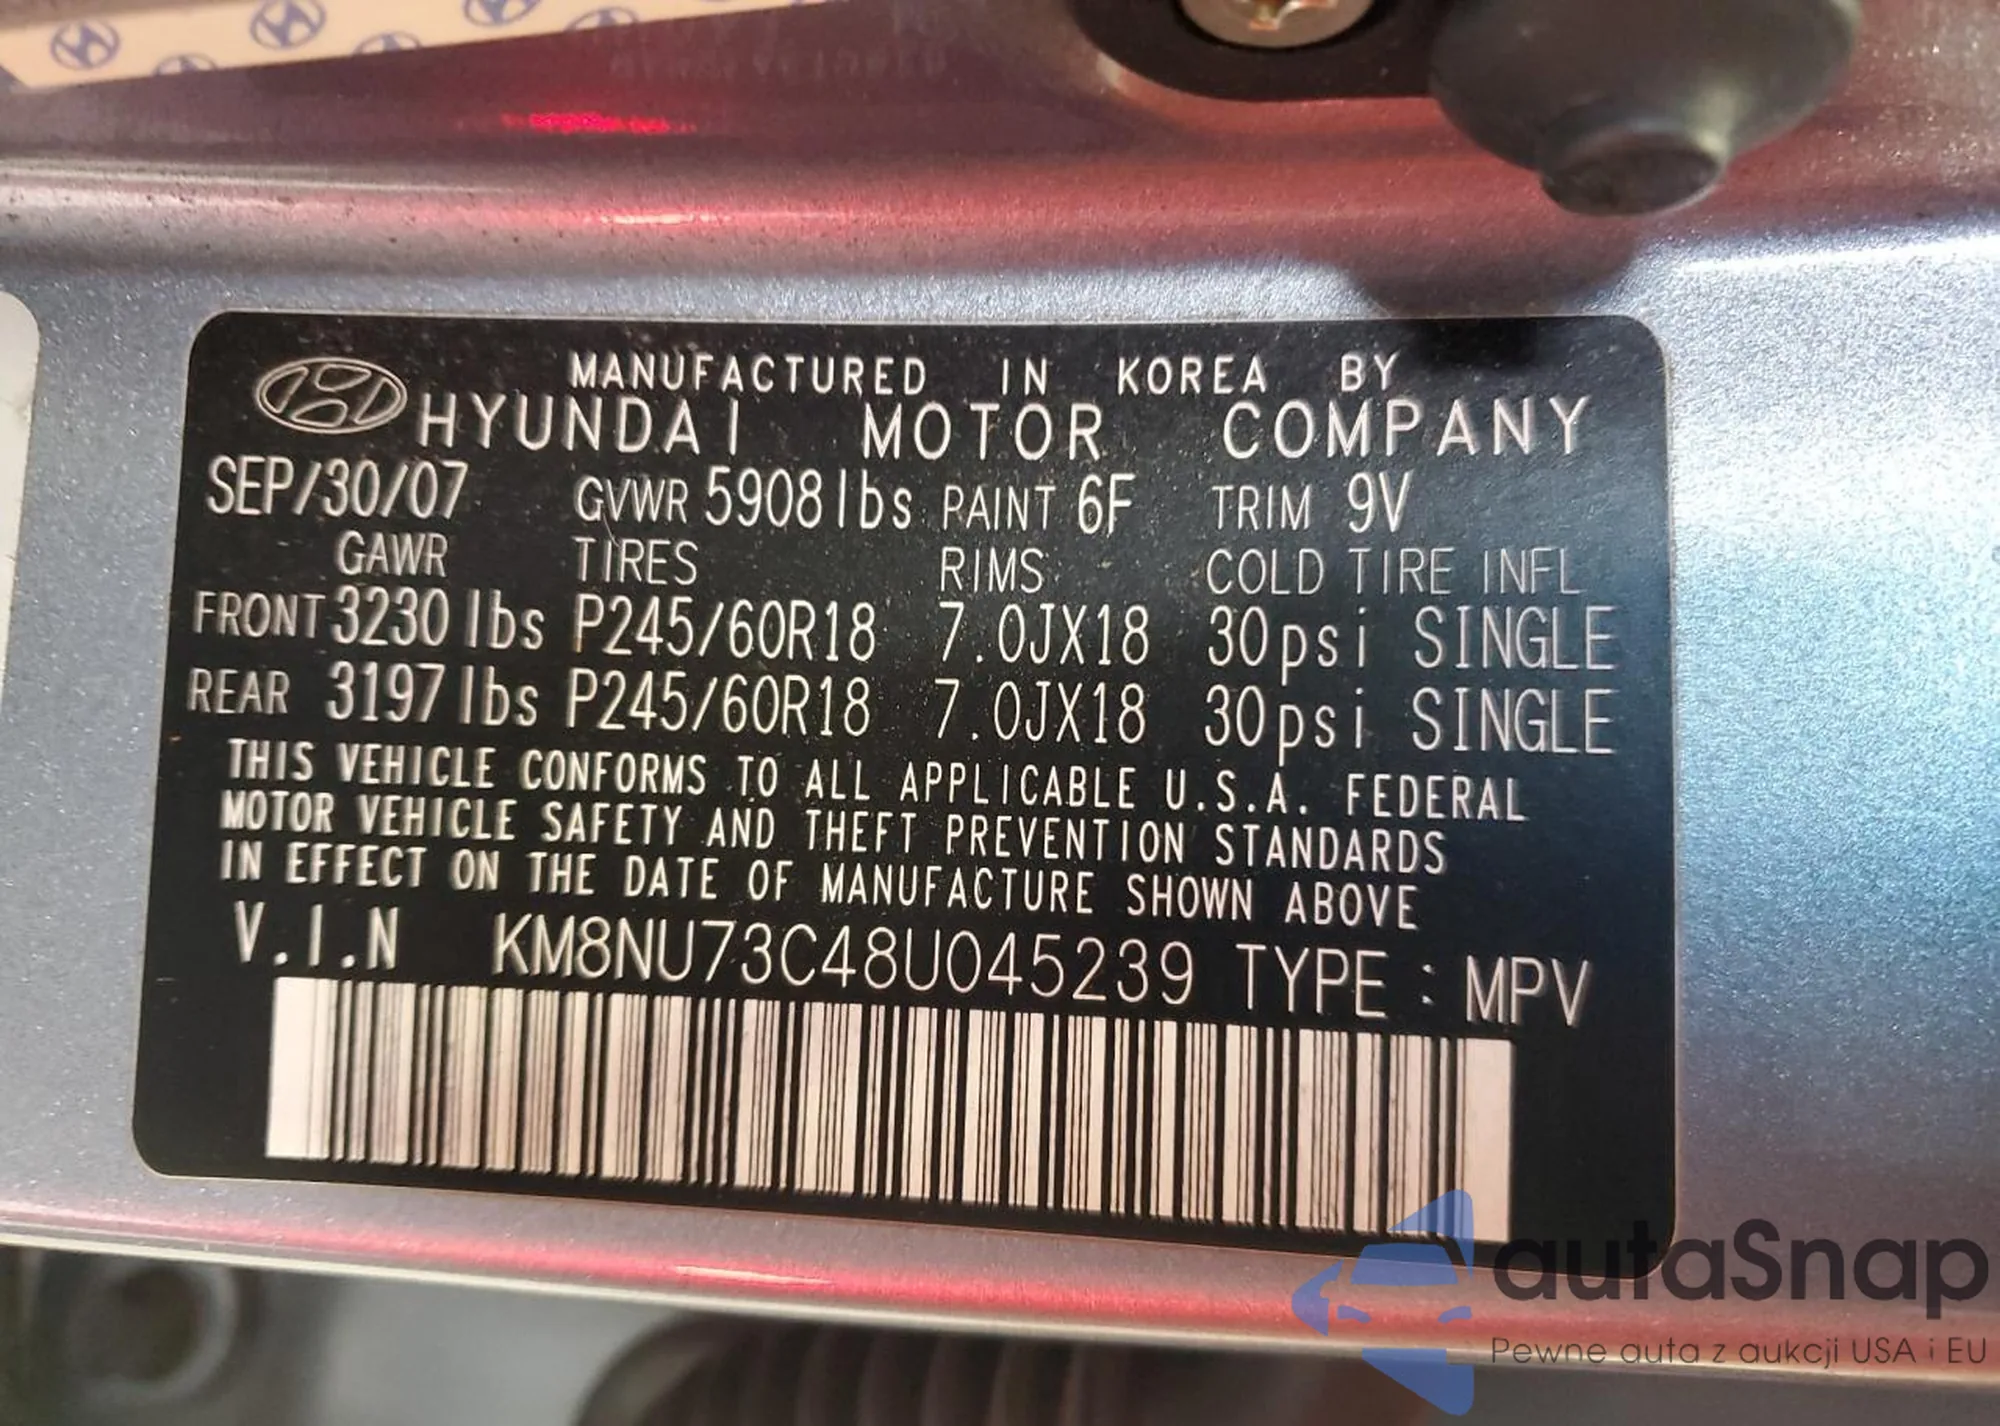 MANUFACTURED IN KOREA BY
HYUNDAI MOTOR COMPANY
SEP/30/07 GVWR 5908lbs PAINT 6F TRIM 9V
GAWR TIRES RIMS COLD TIRE INFL
FRONT 3230 lbs P245/60R18 7.0JX18 30psi SINGLE
REAR 3197 lbs P245/60R18 7.0JX18 30psi SINGLE
THIS VEHICLE CONFORMS TO ALL APPLICABLE U.S.A. FEDERAL
MOTOR VEHICLE SAFETY AND THEFT PREVENTION STANDARDS
IN EFFECT ON THE DATE OF MANUFACTURE SHOWN ABOVE
V.I.N KM8NU73C48U045239 TYPE : MPV
autaSnap
Pewne auta z aukcji USA i EU